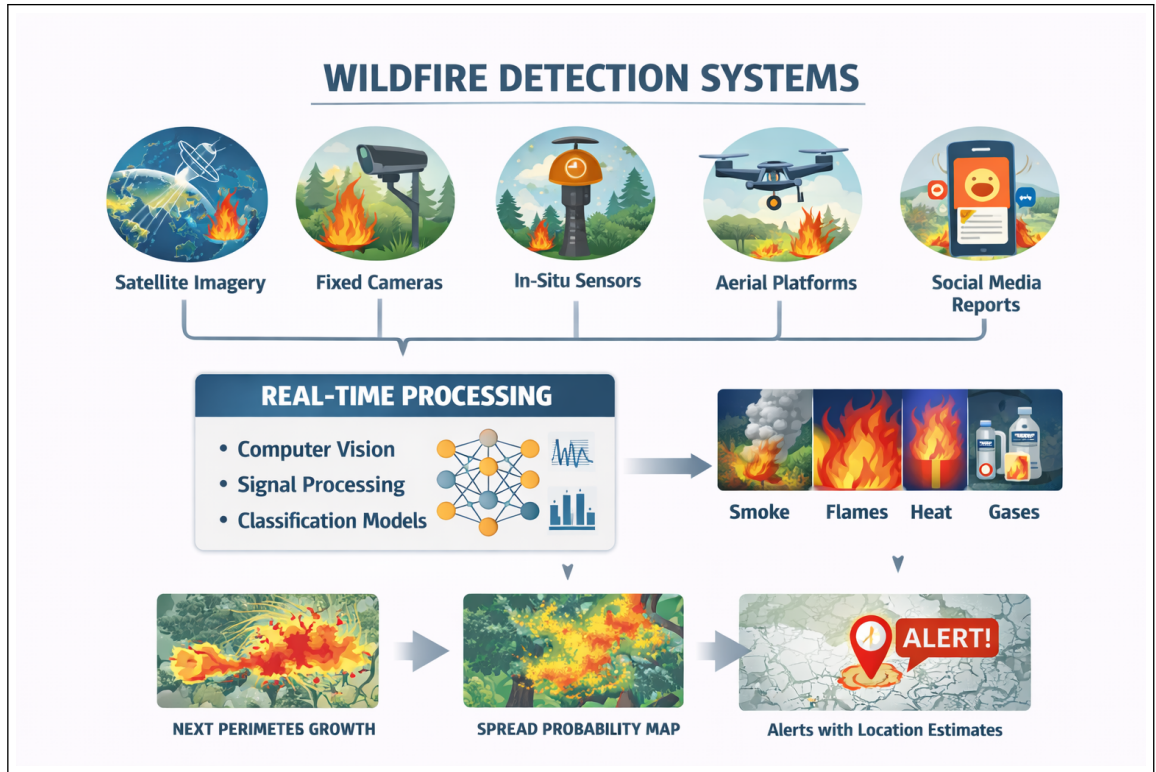 WILDFIRE DETECTION SYSTEMS
Satellite Imagery
Fixed Cameras
In-Situ Sensors
Aerial Platforms
Social Media
Reports
REAL-TIME PROCESSING
• Computer Vision
• Signal Processing
• Classification Models
Smoke
Flames
Heat
Gases
ALERT!
NEXT PERIMETES GROWTH
SPREAD PROBABILITY MAP
Alerts with Location Estimates